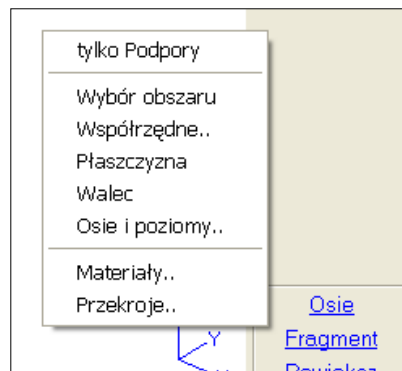 tylko Podpory
Wybór obszaru
Współrzędne..
Płaszczyzna
Walec
Osie i poziomy..
Materiały..
Przekroje..
Osie
Y
Fragment